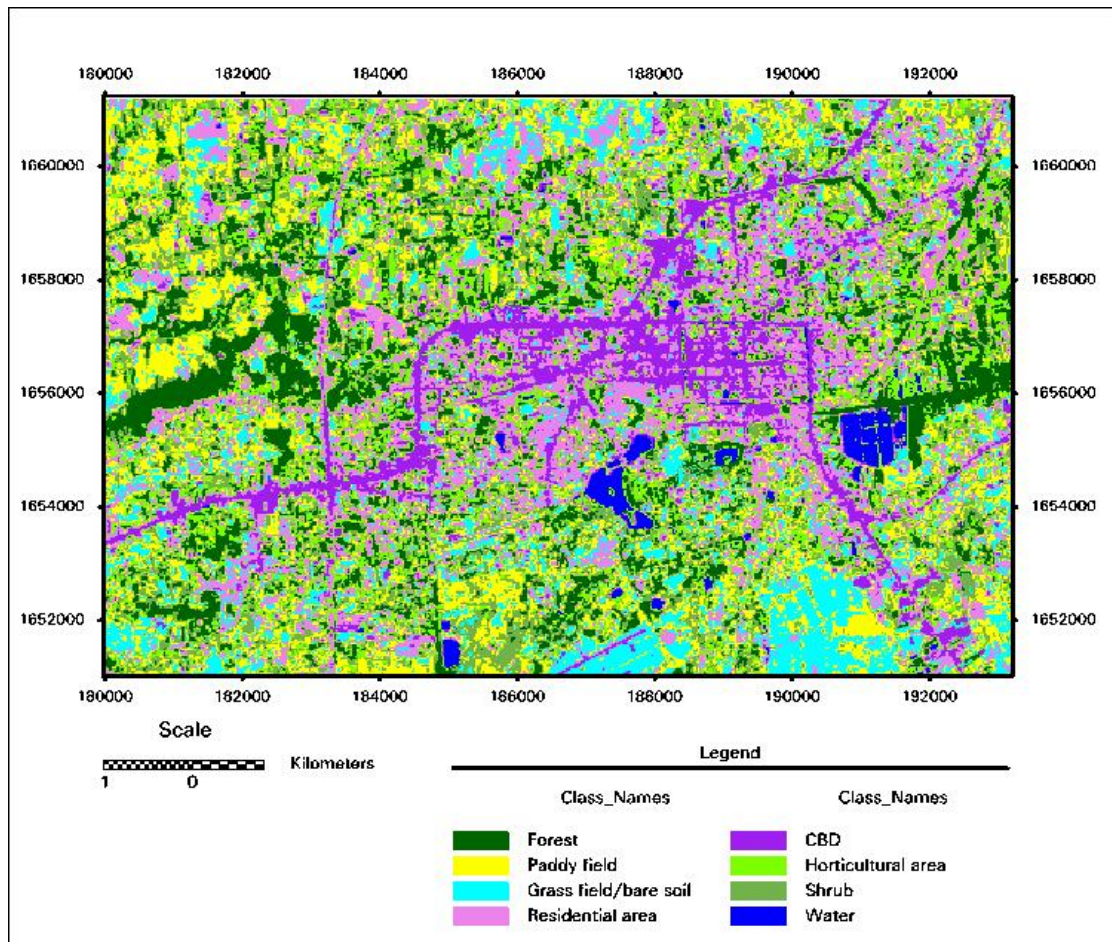 180000 182000 184000 186000 188000 190000 192000
1660000 1660000
1658000 1658000
1656000 1656000
1654000 1654000
1652000 1652000
180000 182000 184000 186000 188000 190000 192000
Scale
Kilometers
1 0
Legend
Class_Names Class_Names
Forest CBD
Paddy field Horticultural area
Grass field/bare soil Shrub
Residential area Water